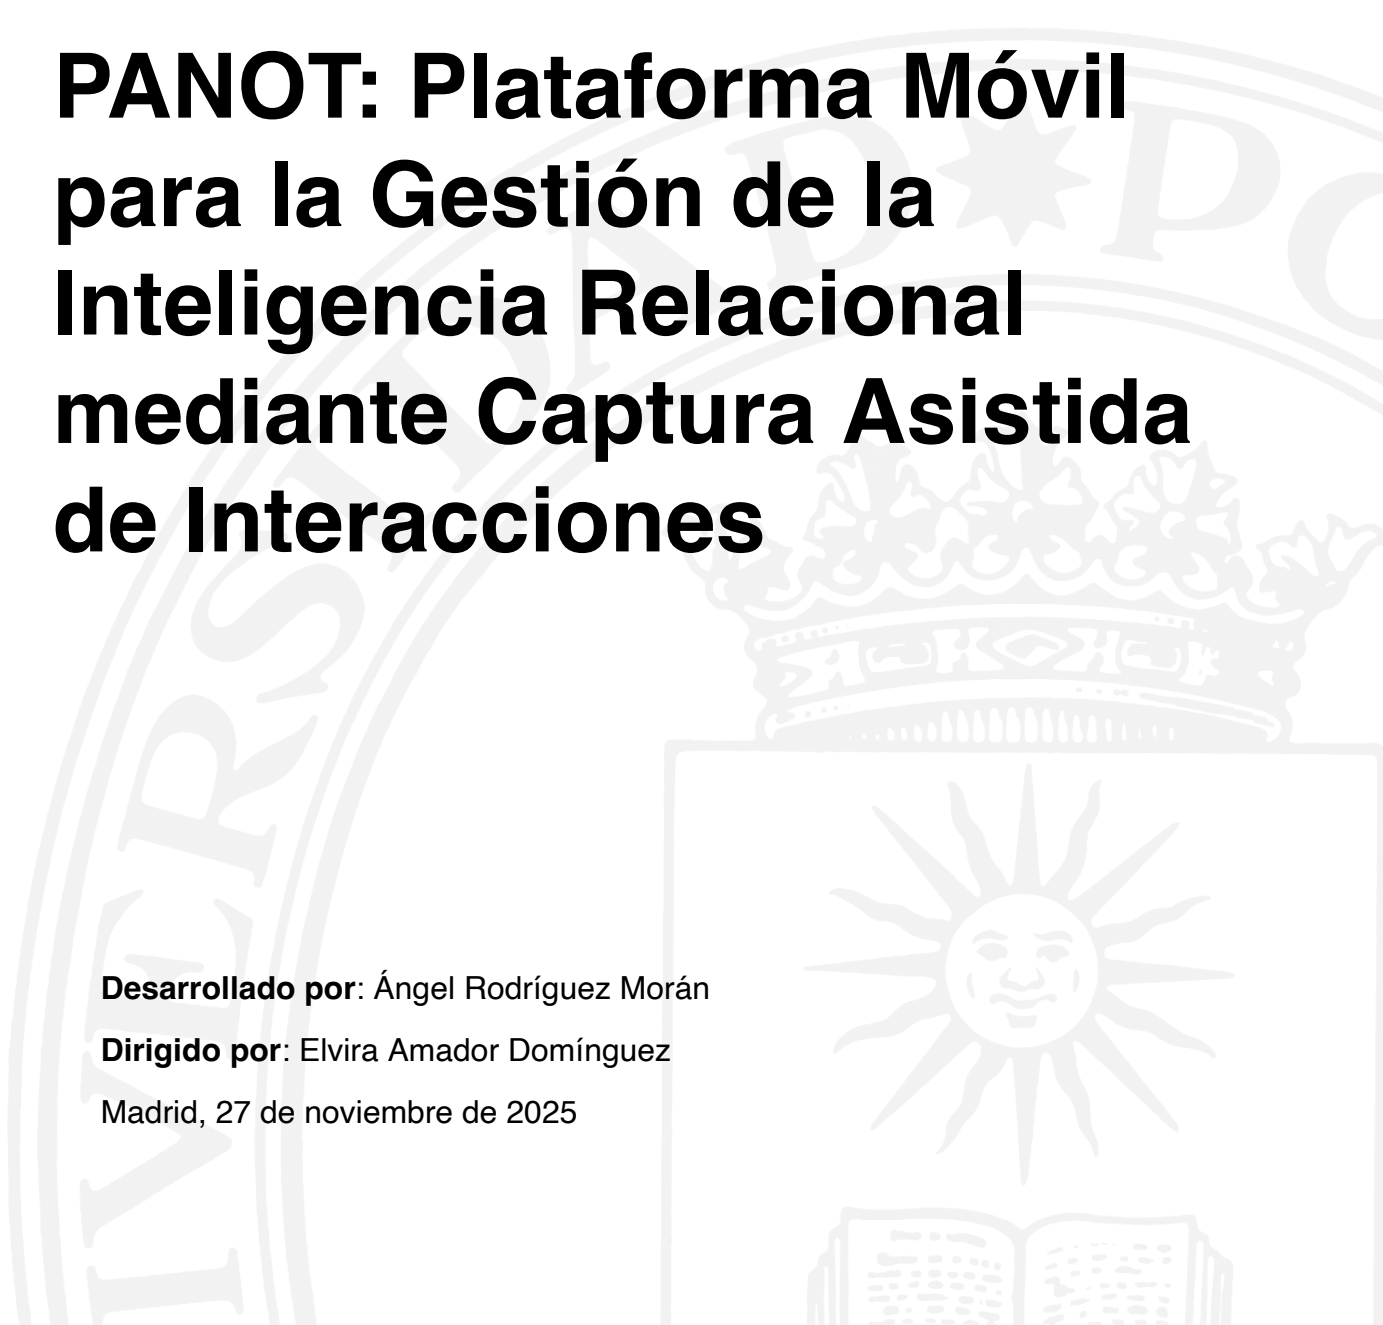 PANOT: Plataforma Móvil
para la Gestión de la
Inteligencia Relacional
mediante Captura Asistida
de Interacciones
Desarrollado por: Ángel Rodríguez Morán
Dirigido por: Elvira Amador Domínguez
Madrid, 27 de noviembre de 2025